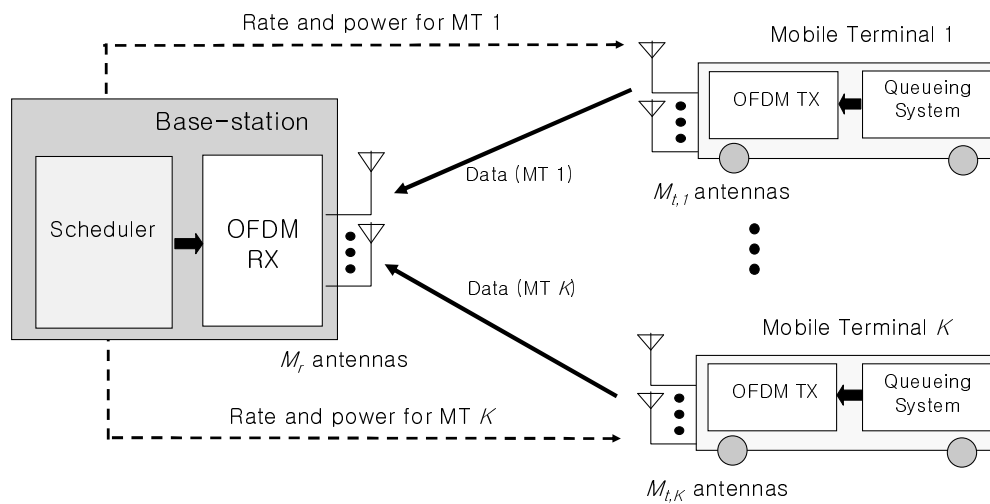 Rate and power for MT 1
Mobile Terminal 1
Base-station
OFDM TX
Queueing
System
Scheduler
OFDM
RX
Data (MT 1)
M_{t,1} antennas
Data (MT K)
M_r antennas
Mobile Terminal K
OFDM TX
Queueing
System
Rate and power for MT K
M_{t,K} antennas